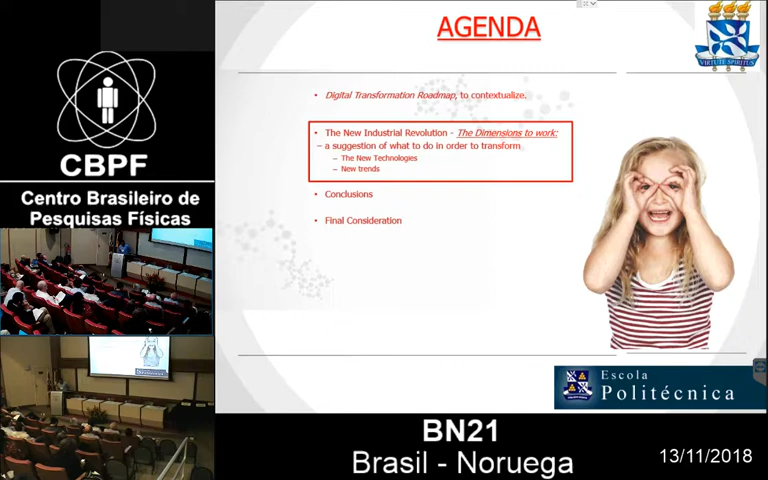 AGENDA
VIRTUTE SPIRITUS
• Digital Transformation Roadmap, to contextualize.
• The New Industrial Revolution - The Dimensions to work:
– a suggestion of what to do in order to transform
– The New Technologies
– New trends
• Conclusions
• Final Consideration
Escola
Politécnica
CBPF
Centro Brasileiro de
Pesquisas Físicas
BN21
Brasil - Noruega
13/11/2018